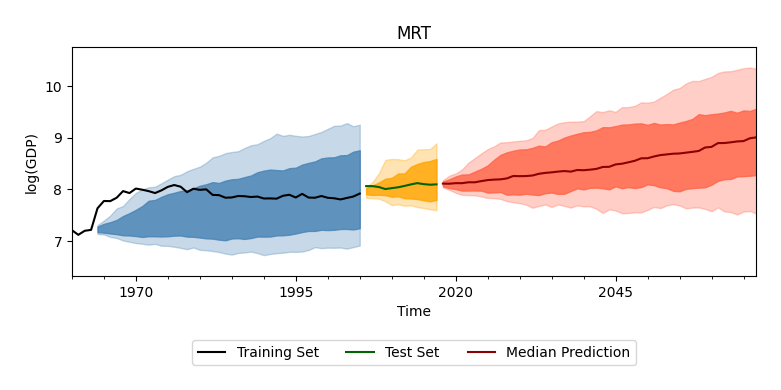 MRT
log(GDP)
10
9
8
7
1970 1995 2020 2045
Time
Training Set Test Set Median Prediction